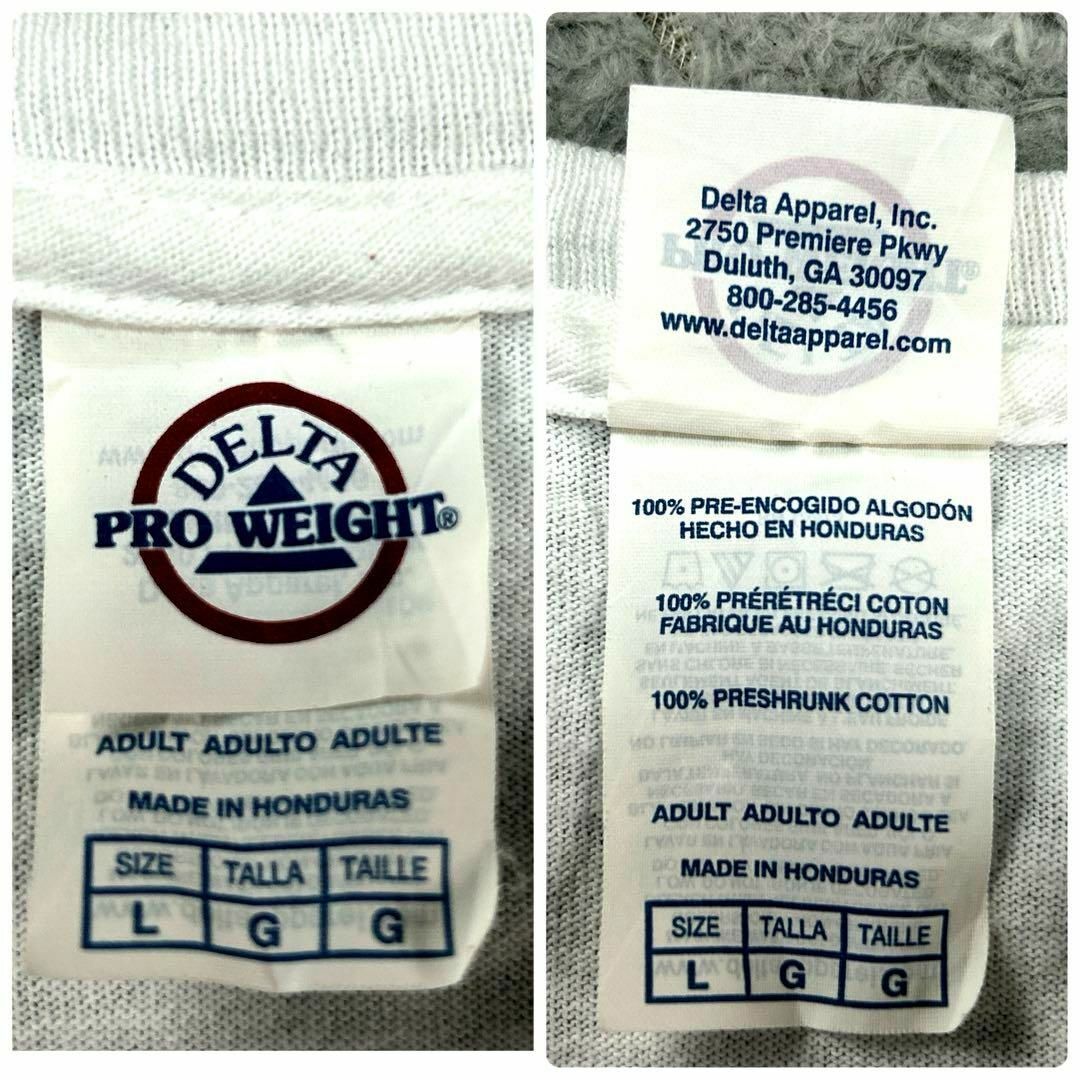 DELTA
PRO WEIGHT®
ADULT ADULTO ADULTE
MADE IN HONDURAS
SIZE TALLA TAILLE
L G G
Delta Apparel, Inc.
2750 Premiere Pkwy
Duluth, GA 30097
800-285-4456
www.deltaapparel.com
100% PRE-ENCOGIDO ALGODÓN
HECHO EN HONDURAS
100% PRÉRÉTRÉCI COTON
FABRIQUE AU HONDURAS
100% PRESHRUNK COTTON
ADULT ADULTO ADULTE
MADE IN HONDURAS
SIZE TALLA TAILLE
L G G